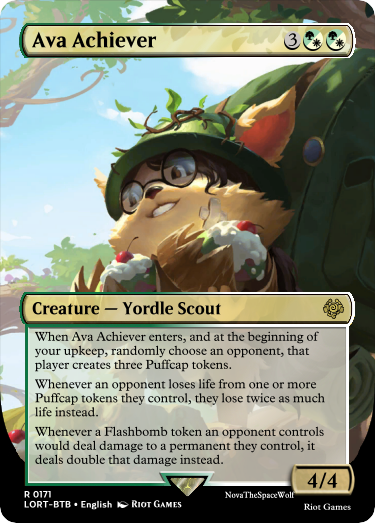 Ava Achiever 3
Creature — Yordle Scout
When Ava Achiever enters, and at the beginning of
your upkeep, randomly choose an opponent, that
player creates three Puffcap tokens.
Whenever an opponent loses life from one or more
Puffcap tokens they control, they lose twice as much
life instead.
Whenever a Flashbomb token an opponent controls
would deal damage to a permanent they control, it
deals double that damage instead.
4/4
R 0171
LORT-BTB • English Riot Games
NovaTheSpaceWolf
Riot Games